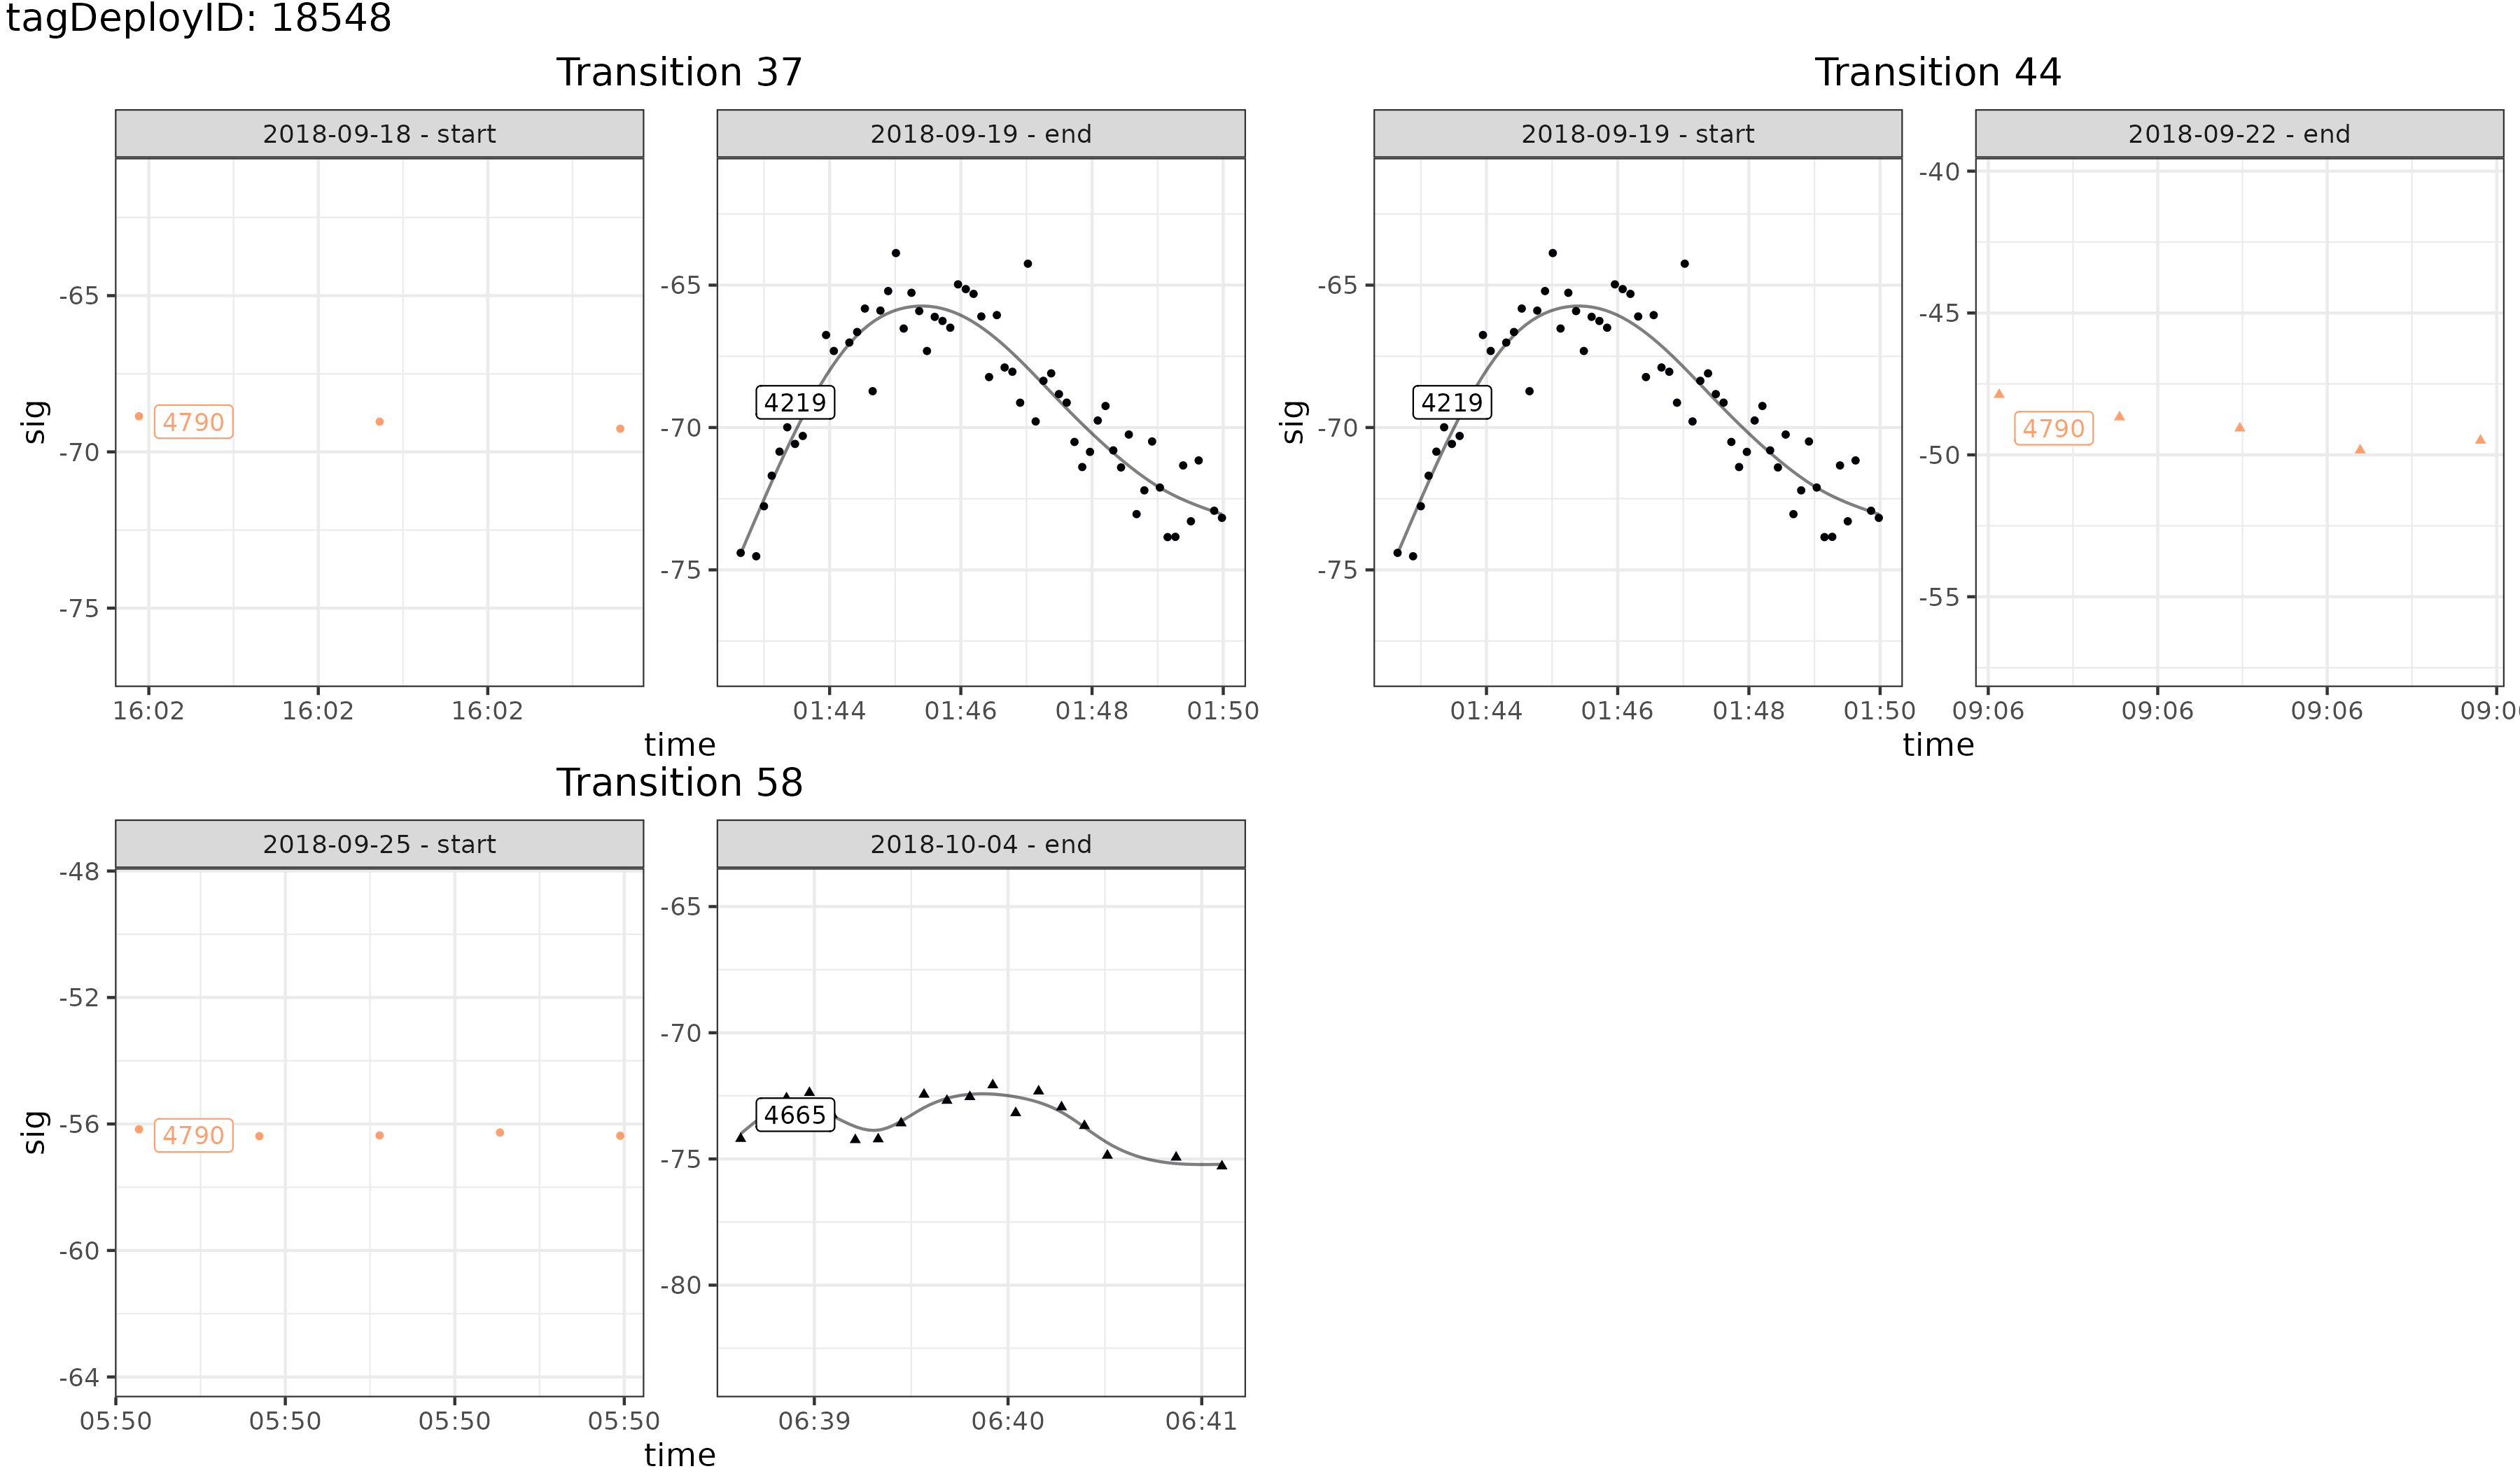 tagDeployID: 18548
Transition 37
2018-09-18 - start
2018-09-19 - end
sig
-65
-70
-75
4790
16:02 16:02 16:02
-65
-70
-75
4219
01:44 01:46 01:48 01:50
time
Transition 44
2018-09-19 - start
2018-09-22 - end
sig
-65
-70
-75
4219
01:44 01:46 01:48 01:50
-40
-45
-50
-55
4790
09:06 09:06 09:06 09:0
time
Transition 58
2018-09-25 - start
2018-10-04 - end
sig
-48
-52
-56
-60
-64
4790
05:50 05:50 05:50 05:50
-65
-70
-75
-80
4665
06:39 06:40 06:41
time